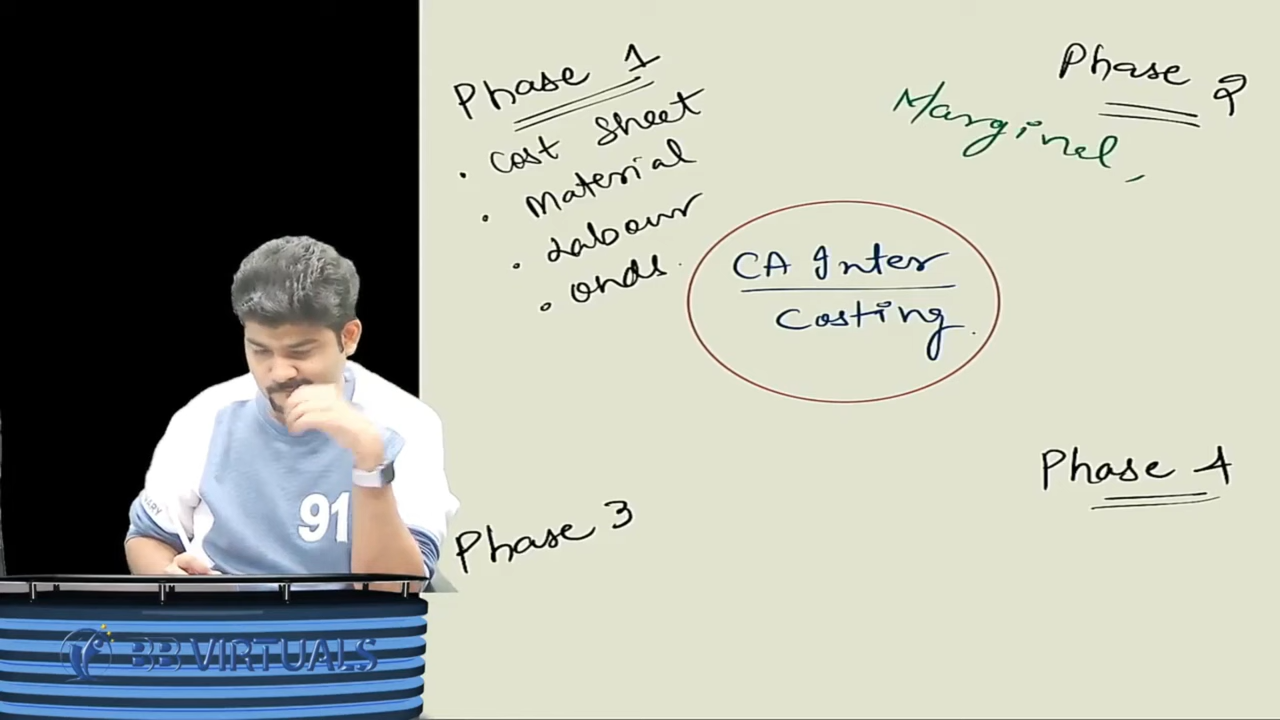 Phase 1
• Cost Sheet
• Material
• Labour
• OHDs.
Phase 2
Marginal,
CA Inter
Costing
Phase 3
Phase 4
91
BB VIRTUALS